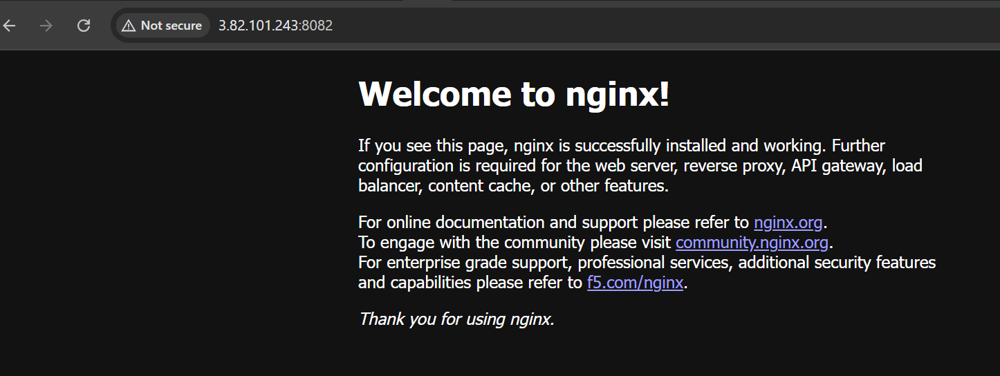 Not secure 3.82.101.243:8082
Welcome to nginx!
If you see this page, nginx is successfully installed and working. Further
configuration is required for the web server, reverse proxy, API gateway, load
balancer, content cache, or other features.
For online documentation and support please refer to nginx.org.
To engage with the community please visit community.nginx.org.
For enterprise grade support, professional services, additional security features
and capabilities please refer to f5.com/nginx.
Thank you for using nginx.